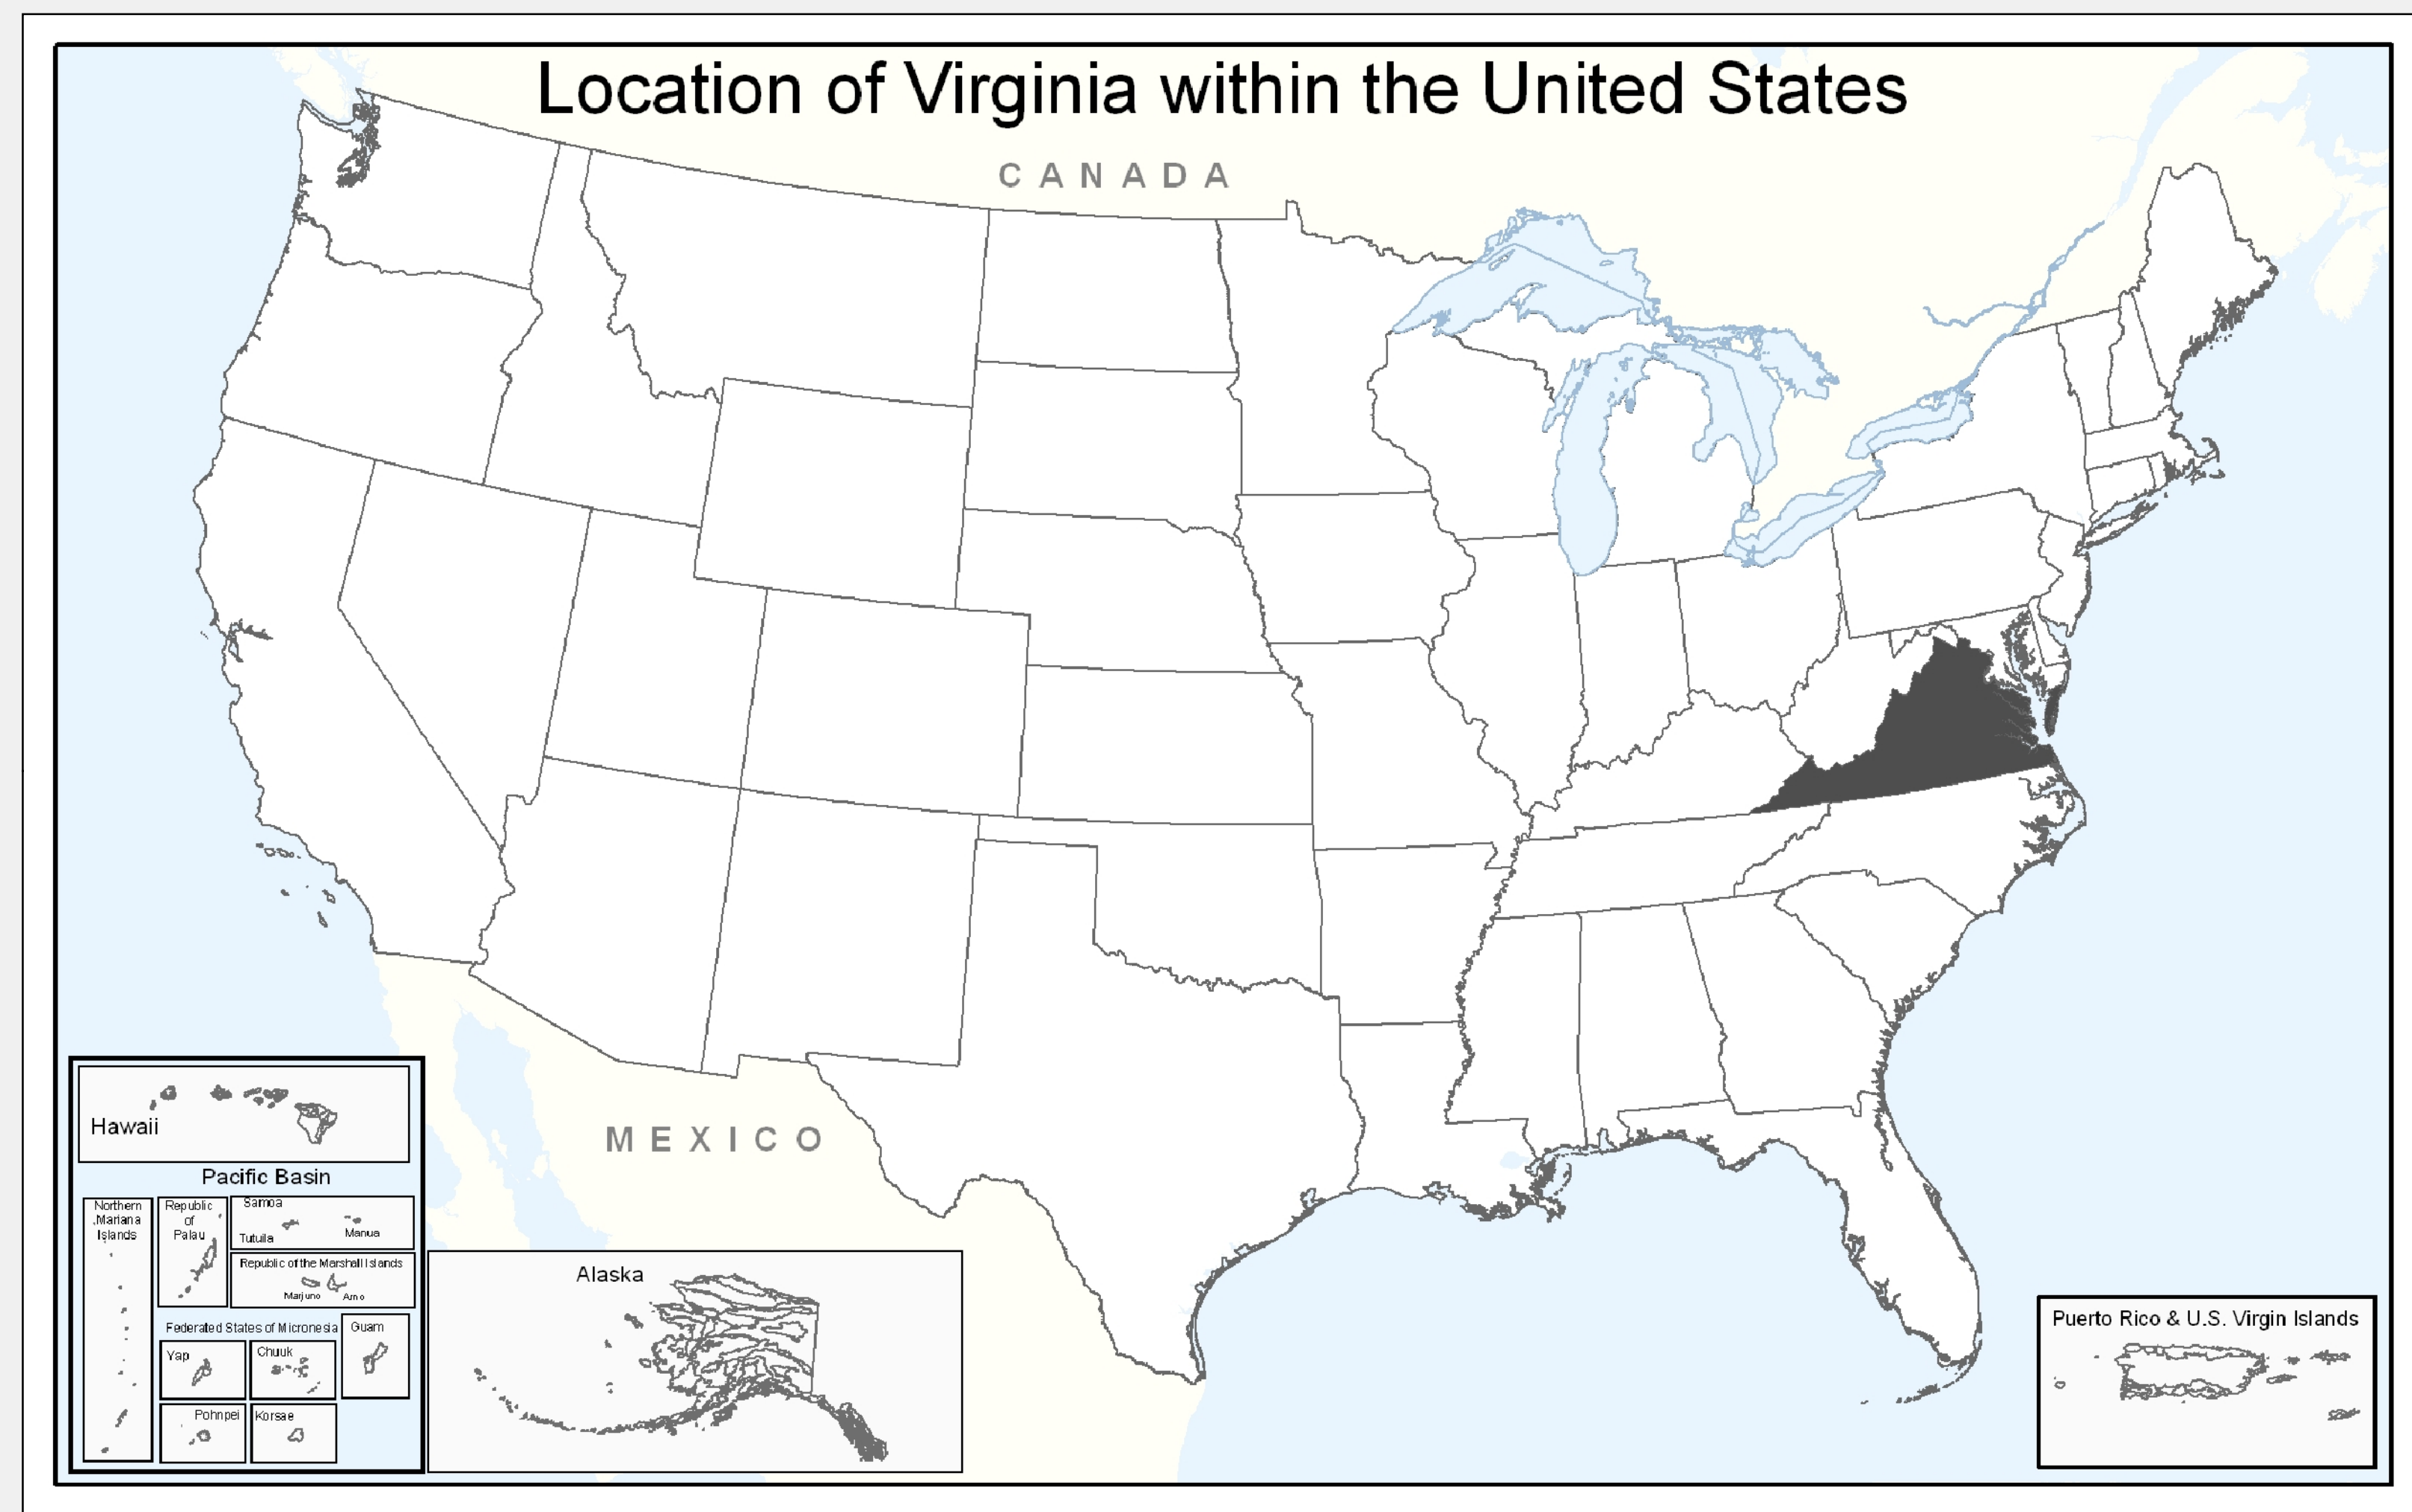 Location of Virginia within the United States
CANADA
MEXICO
Hawaii
Pacific Basin
Northern
Mariana
Islands
Republic
of
Palau
Samoa
Tutuila
Manua
Republic of the Marshall Islands
Marjuno
Arno
Federated States of Micronesia
Guam
Yap
Chuuk
Pohnpei
Korsae
Alaska
Puerto Rico & U.S. Virgin Islands